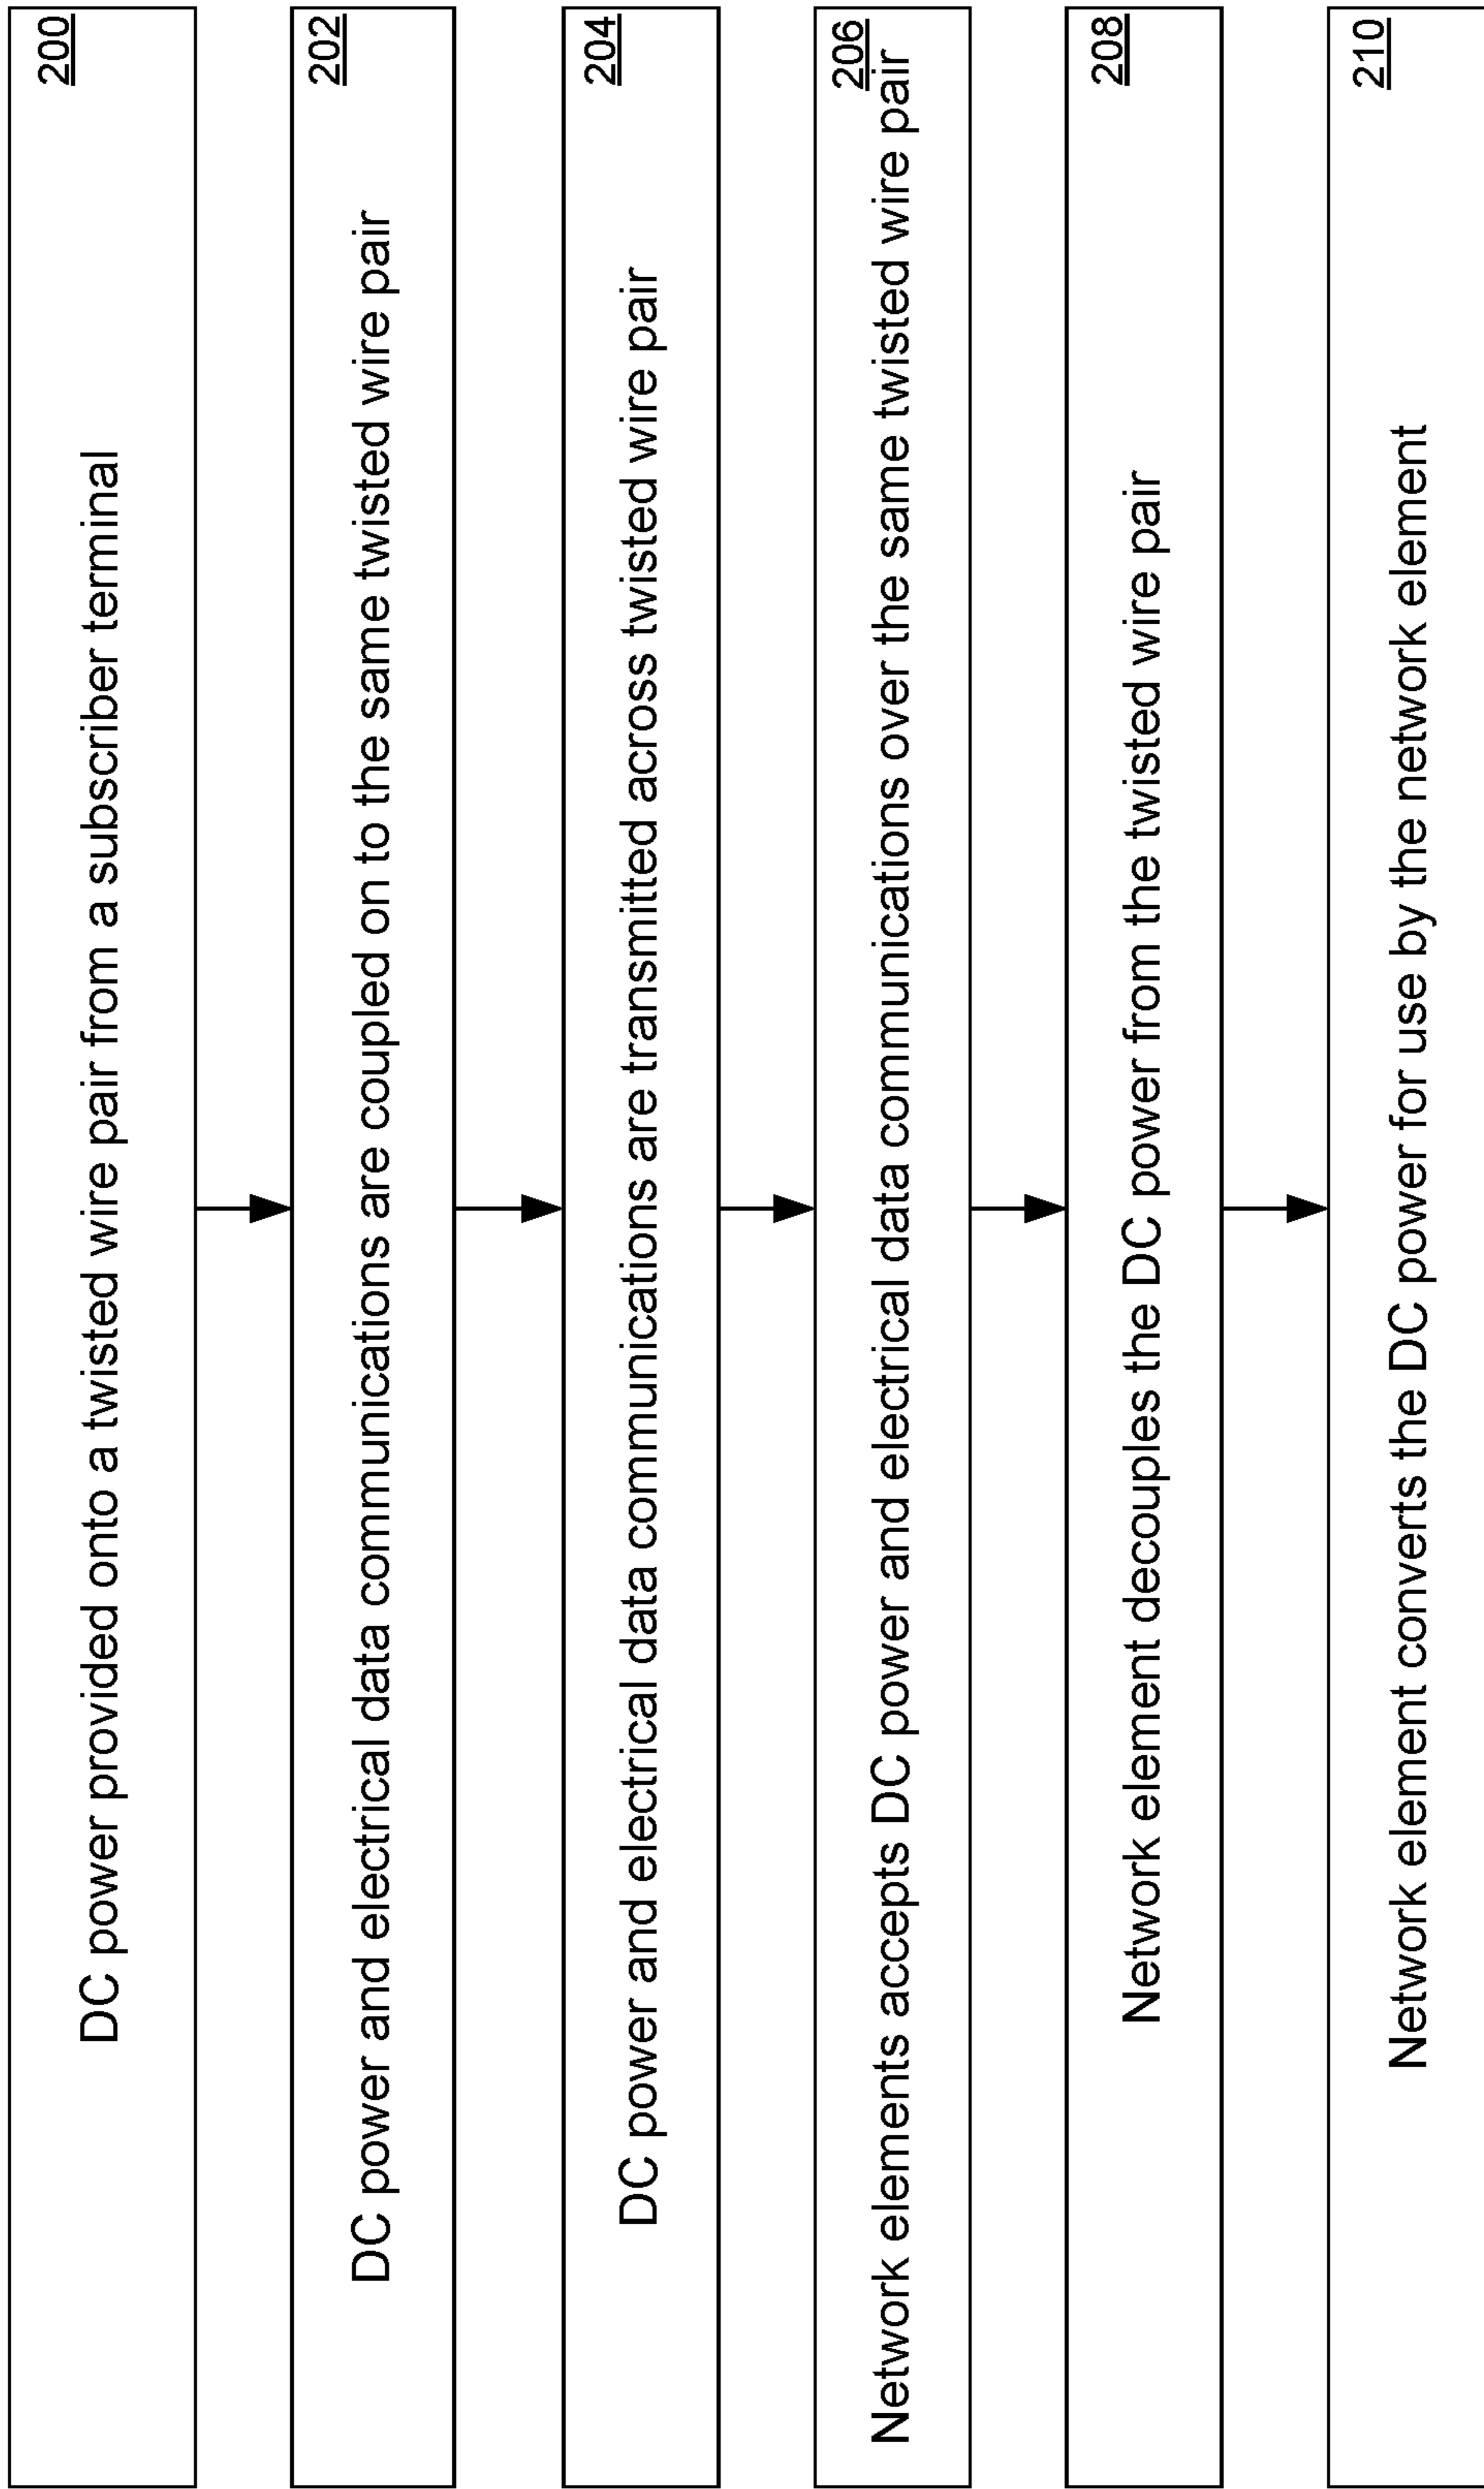 200
DC power provided onto a twisted wire pair from a subscriber terminal
202
DC power and electrical data communications are coupled on to the same twisted wire pair
204
DC power and electrical data communications are transmitted across twisted wire pair
206
Network elements accepts DC power and electrical data communications over the same twisted wire pair
208
Network element decouples the DC power from the twisted wire pair
210
Network element converts the DC power for use by the network element